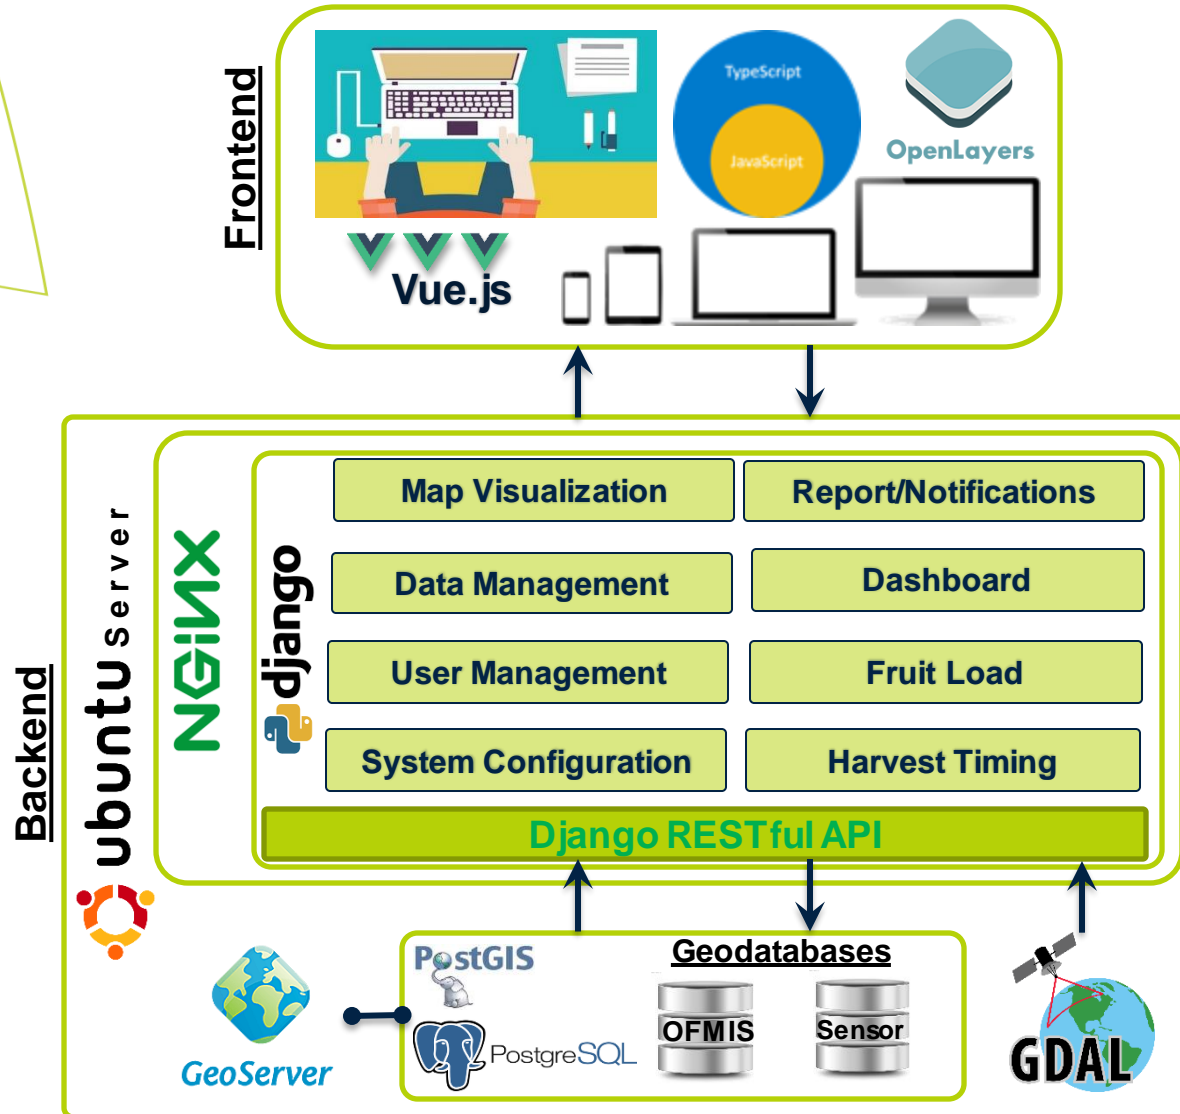 Frontend
TypeScript
JavaScript
OpenLayers
Vue.js
Backend
ubuntu server
NGINX
django
Map Visualization
Report/Notifications
Data Management
Dashboard
User Management
Fruit Load
System Configuration
Harvest Timing
Django RESTful API
GeoServer
PostGIS
PostgreSQL
Geodatabases
OFMIS
Sensor
GDAL